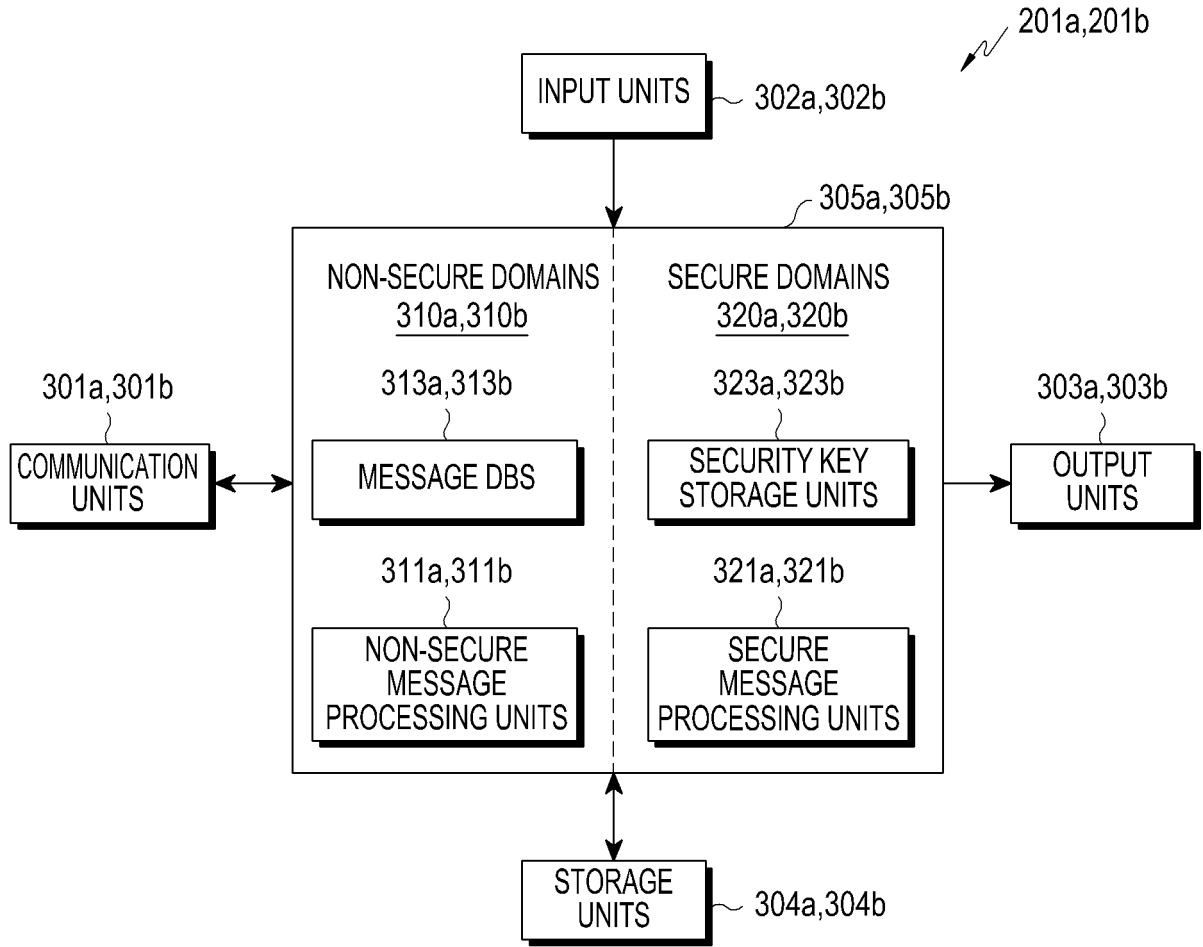 201a,201b
INPUT UNITS
302a,302b
305a,305b
NON-SECURE DOMAINS
310a,310b
SECURE DOMAINS
320a,320b
301a,301b
313a,313b
323a,323b
303a,303b
COMMUNICATION
UNITS
MESSAGE DBS
SECURITY KEY
STORAGE UNITS
OUTPUT
UNITS
311a,311b
321a,321b
NON-SECURE
MESSAGE
PROCESSING UNITS
SECURE
MESSAGE
PROCESSING UNITS
STORAGE
UNITS
304a,304b